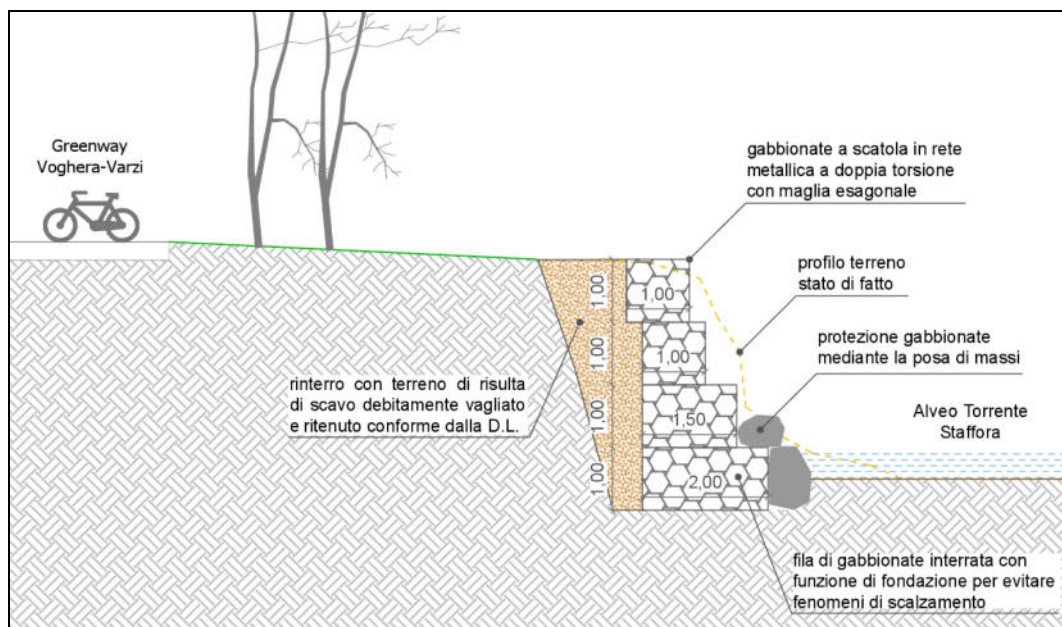 Greenway
Voghera-Varzi
gabbionate a scatola in rete
metallica a doppia torsione
con maglia esagonale
profilo terreno
stato di fatto
protezione gabbionate
mediante la posa di massi
Alveo Torrente
Staffora
rinterro con terreno di risulta
di scavo debitamente vagliato
e ritenuto conforme dalla D.L.
1,00
1,00
1,00
1,00
1,00
1,00
1,50
2,00
fila di gabbionate interrata con
funzione di fondazione per evitare
fenomeni di scalzamento